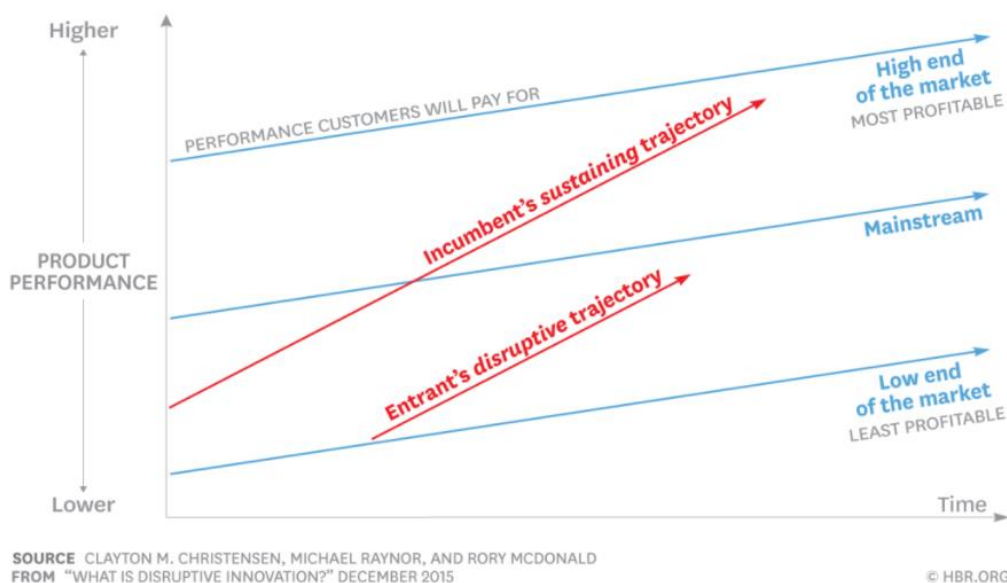 Higher
PERFORMANCE CUSTOMERS WILL PAY FOR
High end
of the market
MOST PROFITABLE
Incumbent's sustaining trajectory
Mainstream
PRODUCT
PERFORMANCE
Entrant's disruptive trajectory
Low end
of the market
LEAST PROFITABLE
Lower
Time
SOURCE CLAYTON M. CHRISTENSEN, MICHAEL RAYNOR, AND RORY MCDONALD
FROM “WHAT IS DISRUPTIVE INNOVATION?” DECEMBER 2015
© HBR.ORG